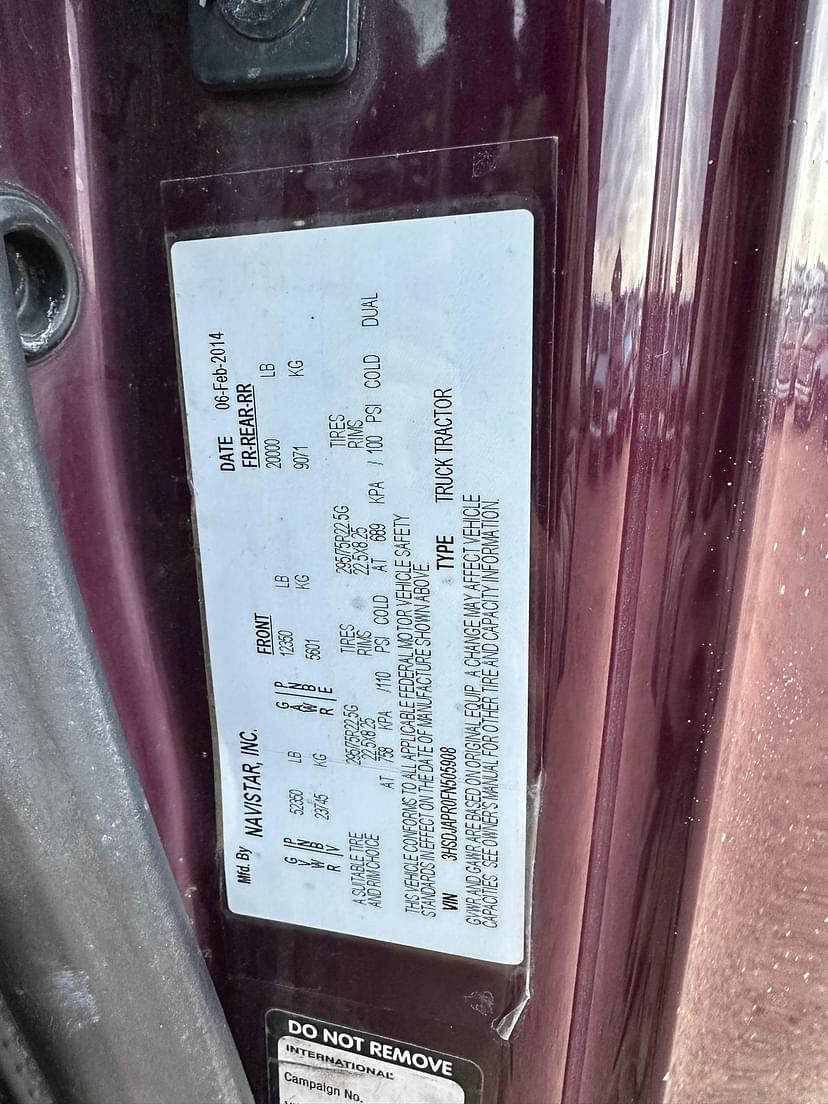 DATE 06-Feb-2014
Mfd. By NAVISTAR, INC. FRONT FR-REAR-RR
GVWR / PNBV 52350 LB GAWR / PNBE 12350 LB 20000 LB
23745 KG 5601 KG 9071 KG
A SUITABLE TIRE 295/75R22.5G TIRES 295/75R22.5G TIRES
AND RIM CHOICE 22.5X8.25 RIMS 22.5X8.25 RIMS
AT 758 KPA /110 PSI COLD AT 689 KPA / 100 PSI COLD DUAL
THIS VEHICLE CONFORMS TO ALL APPLICABLE FEDERAL MOTOR VEHICLE SAFETY
STANDARDS IN EFFECT ON THE DATE OF MANUFACTURE SHOWN ABOVE
VIN 3HSDJAPR0FN505908 TYPE TRUCK TRACTOR
GVWR AND GAWR ARE BASED ON ORIGINAL EQUIP. A CHANGE MAY AFFECT VEHICLE
CAPACITIES. SEE OWNER'S MANUAL FOR OTHER TIRE AND CAPACITY INFORMATION.
DO NOT REMOVE
INTERNATIONAL
Campaign No.